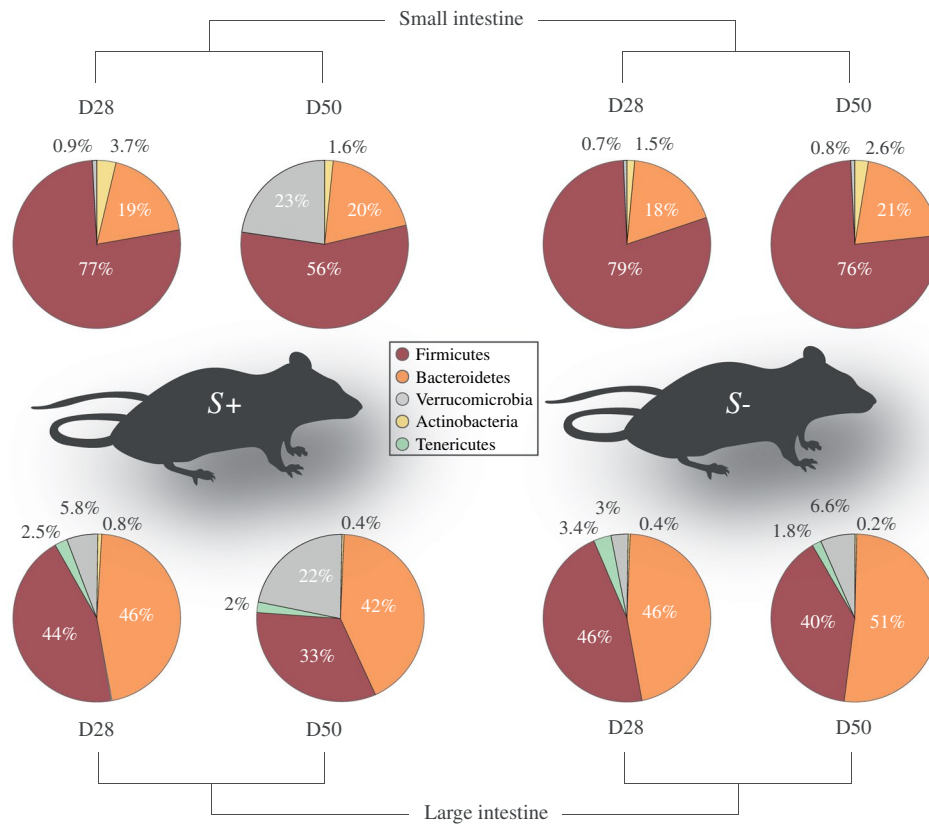 Small intestine
D28
D50
D28
D50
0.9%
3.7%
1.6%
0.7%
1.5%
0.8%
2.6%
19%
77%
23%
20%
56%
18%
79%
21%
76%
S+
Firmicutes
Bacteroidetes
Verrucomicrobia
Actinobacteria
Tenericutes
S-
5.8%
2.5%
0.8%
46%
44%
0.4%
22%
2%
42%
33%
3%
3.4%
0.4%
46%
46%
6.6%
1.8%
0.2%
40%
51%
D28
D50
D28
D50
Large intestine